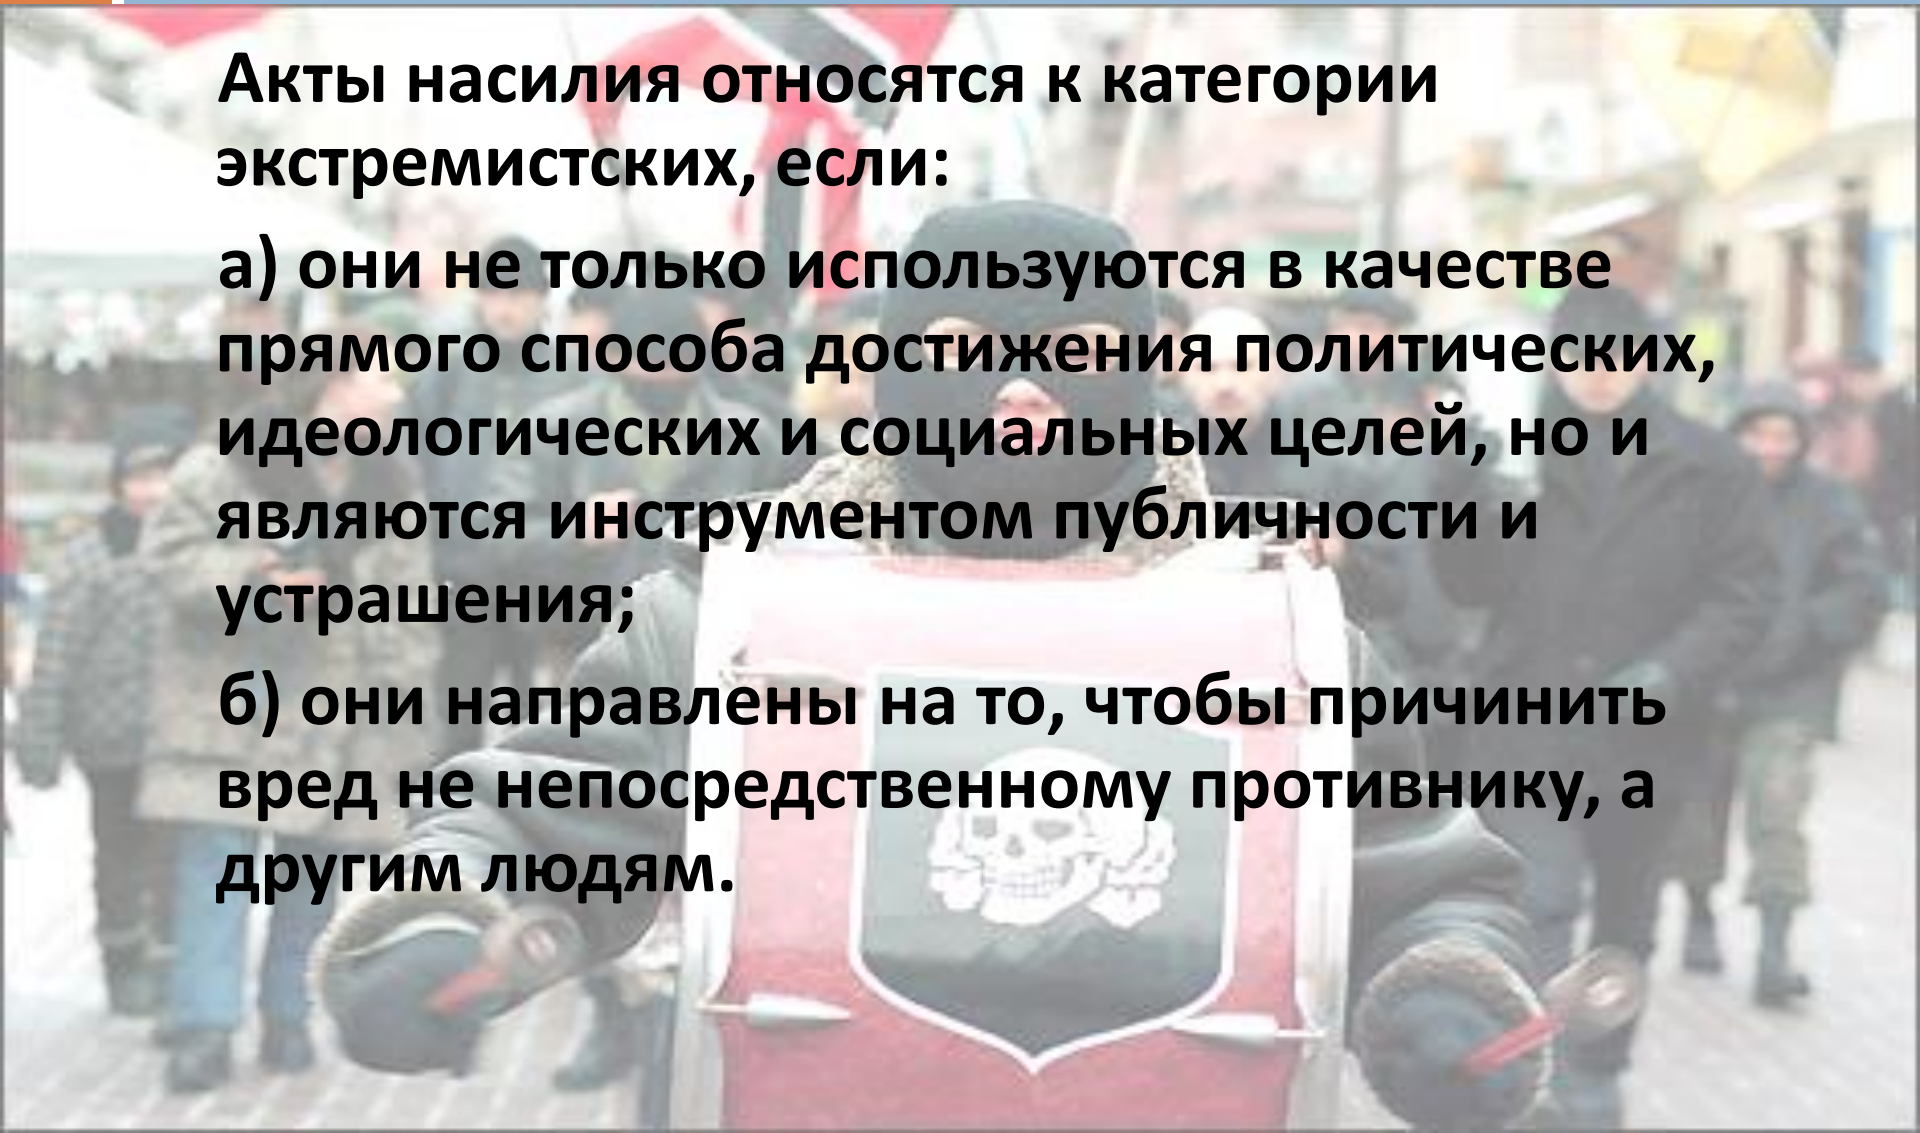 Акты насилия относятся к категории
экстремистских, если:
а) они не только используются в качестве
прямого способа достижения политических,
идеологических и социальных целей, но и
являются инструментом публичности и
устрашения;
б) они направлены на то, чтобы причинить
вред не непосредственному противнику, а
другим людям.